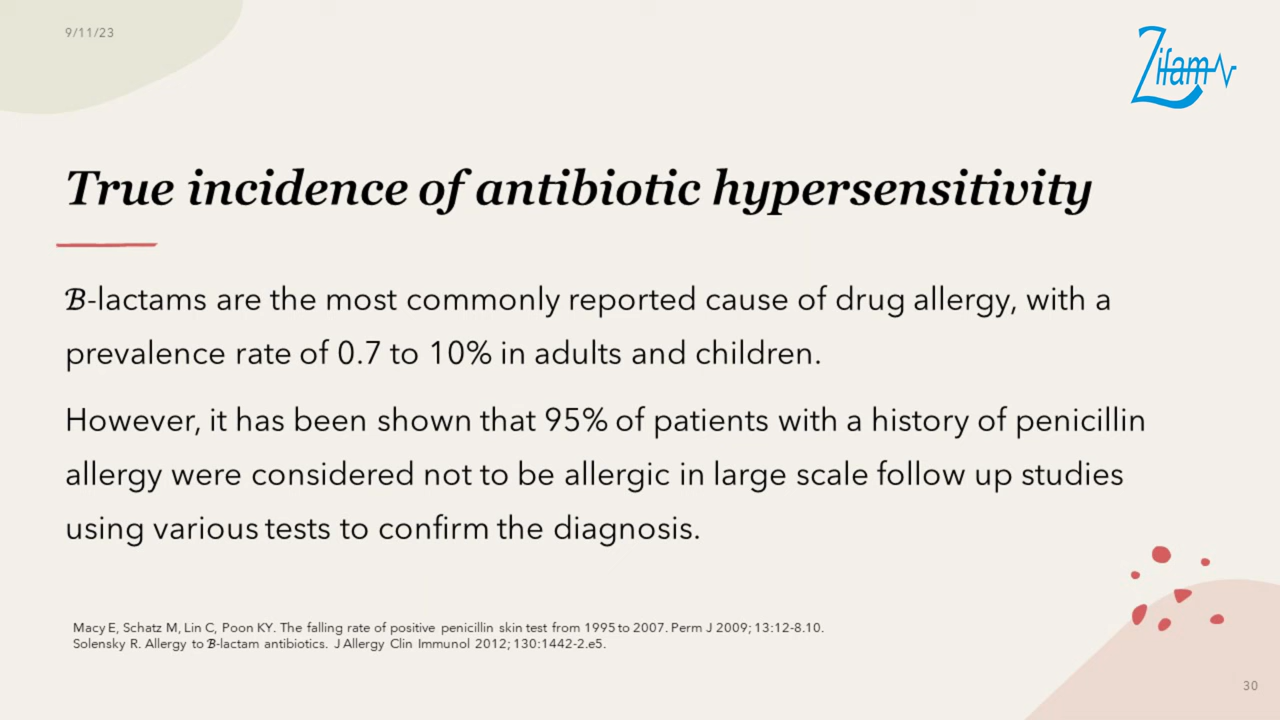 9/11/23
Zifam
True incidence of antibiotic hypersensitivity
ℬ-lactams are the most commonly reported cause of drug allergy, with a
prevalence rate of 0.7 to 10% in adults and children.
However, it has been shown that 95% of patients with a history of penicillin
allergy were considered not to be allergic in large scale follow up studies
using various tests to confirm the diagnosis.
Macy E, Schatz M, Lin C, Poon KY. The falling rate of positive penicillin skin test from 1995 to 2007. Perm J 2009; 13:12-8.10.
Solensky R. Allergy to ℬ-lactam antibiotics. J Allergy Clin Immunol 2012; 130:1442-2.e5.
30